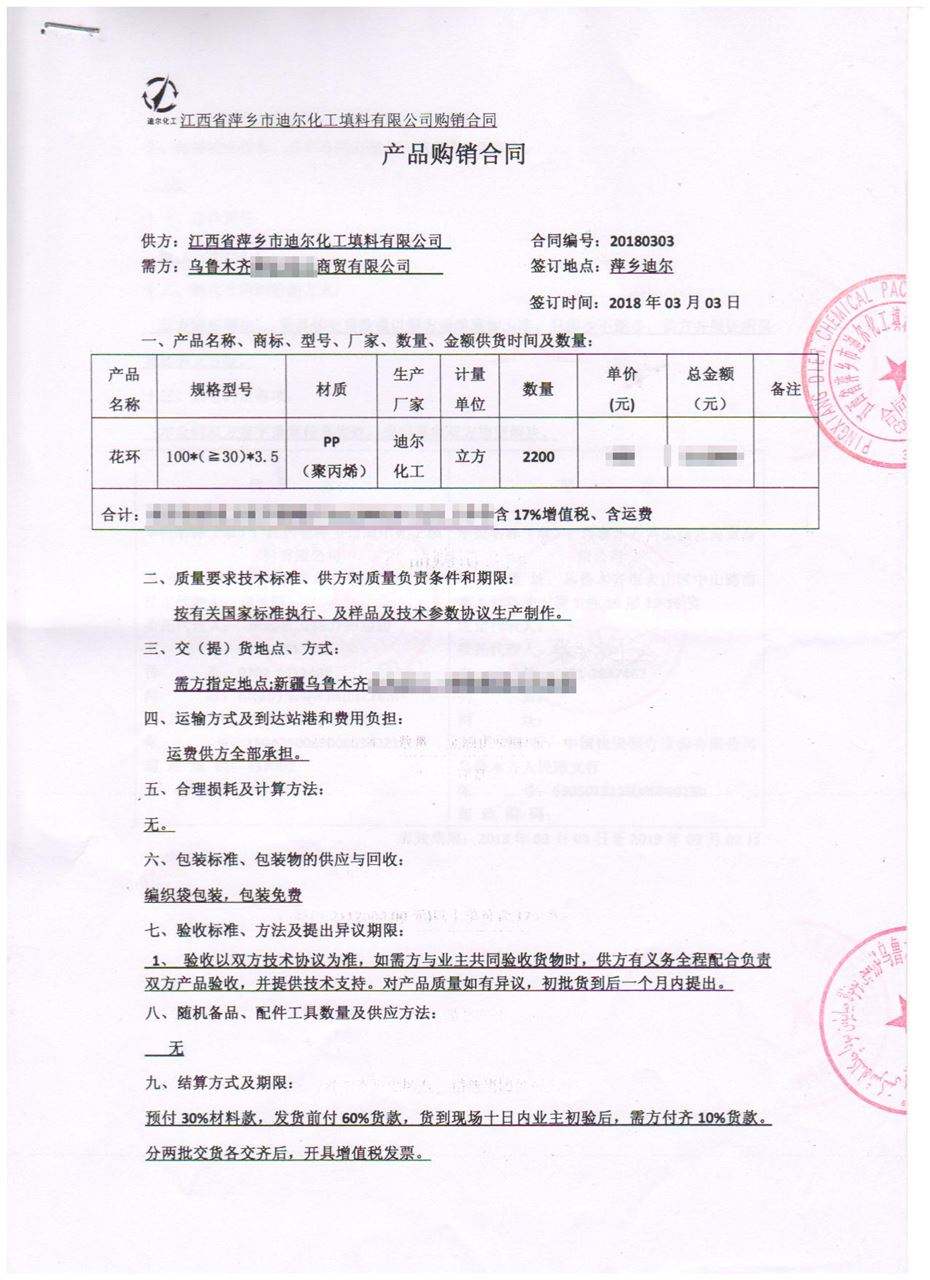 迪尔化工 江西省萍乡市迪尔化工填料有限公司购销合同
产品购销合同
供方：江西省萍乡市迪尔化工填料有限公司 合同编号：20180303
需方：乌鲁木齐 商贸有限公司 签订地点：萍乡迪尔
签订时间：2018 年 03 月 03 日
一、产品名称、商标、型号、厂家、数量、金额供货时间及数量：
产品名称 规格型号 材质 生产厂家 计量单位 数量 单价(元) 总金额（元） 备注
花环 100*(≧30)*3.5 PP（聚丙烯） 迪尔化工 立方 2200
合计： 含 17%增值税、含运费
二、质量要求技术标准、供方对质量负责条件和期限：
按有关国家标准执行、及样品及技术参数协议生产制作。
三、交（提）货地点、方式：
需方指定地点;新疆乌鲁木齐
四、运输方式及到达站港和费用负担：
运费供方全部承担。
五、合理损耗及计算方法：
无。
六、包装标准、包装物的供应与回收：
编织袋包装，包装免费
七、验收标准、方法及提出异议期限：
1、 验收以双方技术协议为准，如需方与业主共同验收货物时，供方有义务全程配合负责
双方产品验收，并提供技术支持。对产品质量如有异议，初批货到后一个月内提出。
八、随机备品、配件工具数量及供应方法：
无
九、结算方式及期限：
预付 30%材料款，发货前付 60%货款，货到现场十日内业主初验后，需方付齐 10%货款。
分两批交货各交齐后，开具增值税发票。
PINGXIANG DIER CHEMICAL PAC
江西省萍乡市迪尔化工填
合同
乌鲁